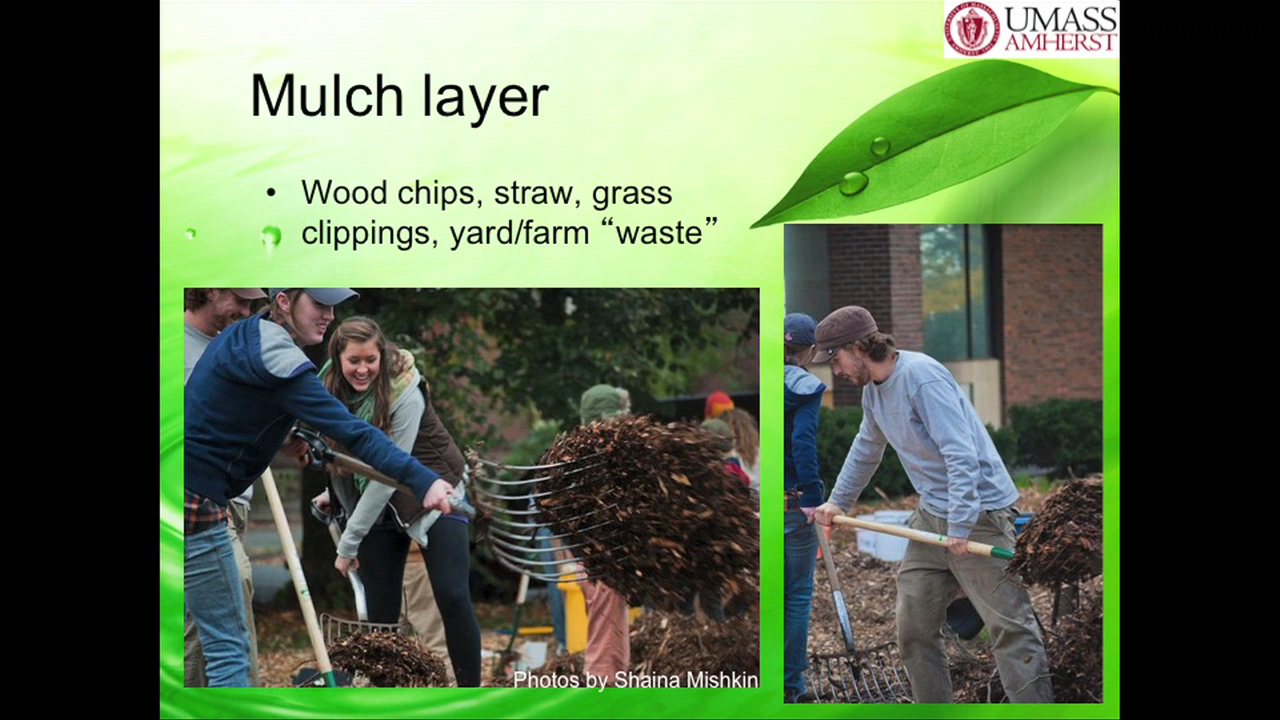 UMASS
AMHERST
Mulch layer
• Wood chips, straw, grass
clippings, yard/farm “waste”
Photos by Shaina Mishkin